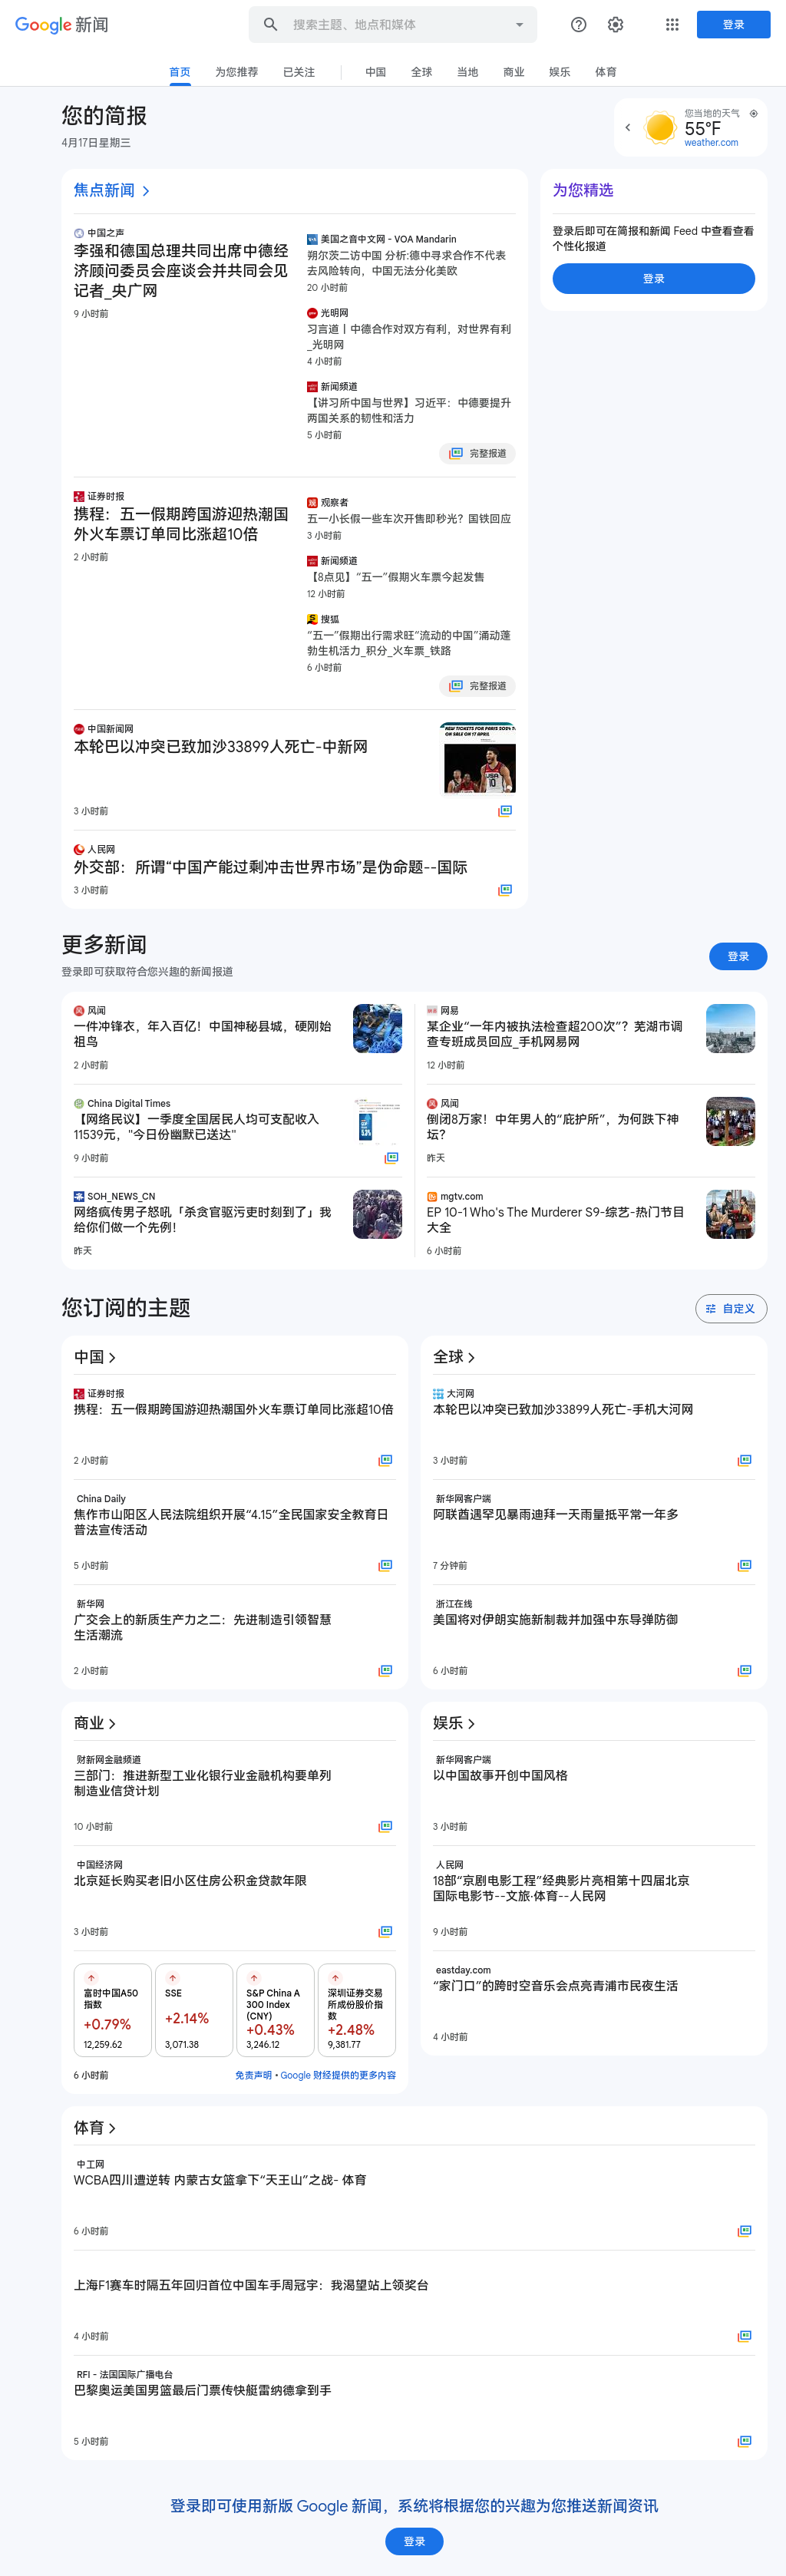 Google 新闻
搜索主题、地点和媒体
登录
首页
为您推荐
已关注
中国
全球
当地
商业
娱乐
体育
您的简报
4月17日星期三
您当地的天气
55°F
weather.com
焦点新闻
中国之声
李强和德国总理共同出席中德经
济顾问委员会座谈会并共同会见
记者_央广网
9 小时前
美国之音中文网 - VOA Mandarin
朔尔茨二访中国 分析:德中寻求合作不代表
去风险转向，中国无法分化美欧
20 小时前
光明网
习言道丨中德合作对双方有利，对世界有利
_光明网
4 小时前
新闻频道
【讲习所中国与世界】习近平：中德要提升
两国关系的韧性和活力
5 小时前
完整报道
证券时报
携程：五一假期跨国游迎热潮国
外火车票订单同比涨超10倍
2 小时前
观察者
五一小长假一些车次开售即秒光？国铁回应
3 小时前
新闻频道
【8点见】“五一”假期火车票今起发售
12 小时前
搜狐
“五一”假期出行需求旺“流动的中国”涌动蓬
勃生机活力_积分_火车票_铁路
6 小时前
完整报道
中国新闻网
本轮巴以冲突已致加沙33899人死亡-中新网
NEW TICKETS FOR PARIS 2024
ON SALE ON 17 APRIL
3 小时前
人民网
外交部：所谓“中国产能过剩冲击世界市场”是伪命题--国际
3 小时前
为您精选
登录后即可在简报和新闻 Feed 中查看查看
个性化报道
登录
更多新闻
登录即可获取符合您兴趣的新闻报道
登录
风闻
一件冲锋衣，年入百亿！中国神秘县城，硬刚始
祖鸟
2 小时前
网易
某企业“一年内被执法检查超200次”？芜湖市调
查专班成员回应_手机网易网
12 小时前
China Digital Times
【网络民议】一季度全国居民人均可支配收入
11539元，"今日份幽默已送达"
9 小时前
风闻
倒闭8万家！中年男人的“庇护所”，为何跌下神
坛？
昨天
SOH_NEWS_CN
网络疯传男子怒吼「杀贪官驱污吏时刻到了」我
给你们做一个先例！
昨天
mgtv.com
EP 10-1 Who's The Murderer S9-综艺-热门节目
大全
6 小时前
您订阅的主题
自定义
中国
证券时报
携程：五一假期跨国游迎热潮国外火车票订单同比涨超10倍
2 小时前
China Daily
焦作市山阳区人民法院组织开展“4.15”全民国家安全教育日
普法宣传活动
5 小时前
新华网
广交会上的新质生产力之二：先进制造引领智慧
生活潮流
2 小时前
全球
大河网
本轮巴以冲突已致加沙33899人死亡-手机大河网
3 小时前
新华网客户端
阿联酋遇罕见暴雨迪拜一天雨量抵平常一年多
7 分钟前
浙江在线
美国将对伊朗实施新制裁并加强中东导弹防御
6 小时前
商业
财新网金融频道
三部门：推进新型工业化银行业金融机构要单列
制造业信贷计划
10 小时前
中国经济网
北京延长购买老旧小区住房公积金贷款年限
3 小时前
富时中国A50
指数
+0.79%
12,259.62
SSE
+2.14%
3,071.38
S&P China A
300 Index
(CNY)
+0.43%
3,246.12
深圳证券交易
所成份股价指
数
+2.48%
9,381.77
6 小时前
免责声明 • Google 财经提供的更多内容
娱乐
新华网客户端
以中国故事开创中国风格
3 小时前
人民网
18部“京剧电影工程”经典影片亮相第十四届北京
国际电影节--文旅·体育--人民网
9 小时前
eastday.com
“家门口”的跨时空音乐会点亮青浦市民夜生活
4 小时前
体育
中工网
WCBA四川遭逆转 内蒙古女篮拿下“天王山”之战- 体育
6 小时前
上海F1赛车时隔五年回归首位中国车手周冠宇：我渴望站上领奖台
4 小时前
RFI - 法国国际广播电台
巴黎奥运美国男篮最后门票传快艇雷纳德拿到手
5 小时前
登录即可使用新版 Google 新闻，系统将根据您的兴趣为您推送新闻资讯
登录